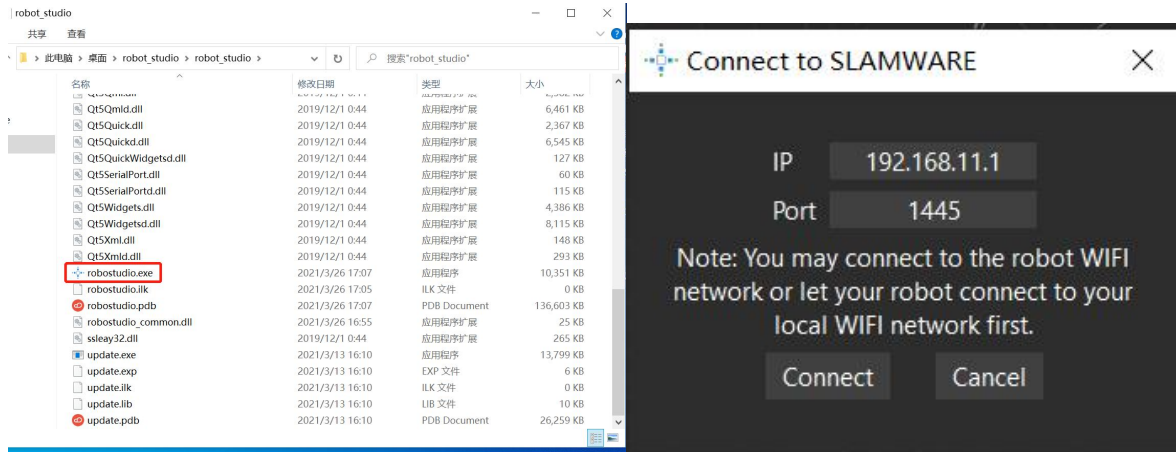 robot_studio
共享 查看
此电脑 > 桌面 > robot_studio > robot_studio >
搜索"robot_studio"
名称 修改日期 类型 大小
Qt5Qmld.dll 2019/12/1 0:44 应用程序扩展 6,461 KB
Qt5Quick.dll 2019/12/1 0:44 应用程序扩展 2,367 KB
Qt5Quickd.dll 2019/12/1 0:44 应用程序扩展 6,545 KB
Qt5QuickWidgetsd.dll 2019/12/1 0:44 应用程序扩展 127 KB
Qt5SerialPort.dll 2019/12/1 0:44 应用程序扩展 60 KB
Qt5SerialPortd.dll 2019/12/1 0:44 应用程序扩展 115 KB
Qt5Widgets.dll 2019/12/1 0:44 应用程序扩展 4,386 KB
Qt5Widgetsd.dll 2019/12/1 0:44 应用程序扩展 8,115 KB
Qt5Xml.dll 2019/12/1 0:44 应用程序扩展 148 KB
Qt5Xmld.dll 2019/12/1 0:44 应用程序扩展 293 KB
robostudio.exe 2021/3/26 17:07 应用程序 10,351 KB
robostudio.ilk 2021/3/26 17:05 ILK 文件 0 KB
robostudio.pdb 2021/3/26 17:07 PDB Document 136,603 KB
robostudio_common.dll 2021/3/26 16:55 应用程序扩展 25 KB
ssleay32.dll 2019/12/1 0:44 应用程序扩展 265 KB
update.exe 2021/3/13 16:10 应用程序 13,799 KB
update.exp 2021/3/13 16:10 EXP 文件 6 KB
update.ilk 2021/3/13 16:10 ILK 文件 0 KB
update.lib 2021/3/13 16:10 LIB 文件 10 KB
update.pdb 2021/3/13 16:10 PDB Document 26,259 KB
Connect to SLAMWARE
IP 192.168.11.1
Port 1445
Note: You may connect to the robot WIFI
network or let your robot connect to your
local WIFI network first.
Connect Cancel